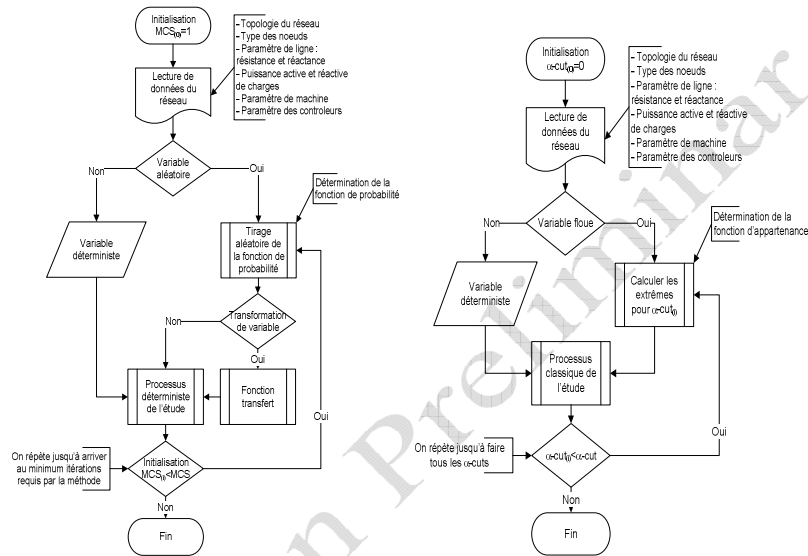 Initialisation
MCS(0)=1
- Topologie du réseau
- Type des noeuds
- Paramètre de ligne :
résistance et réactance
- Puissance active et réactive
de charges
- Paramètre de machine
- Paramètre des controleurs
Lecture de
données du
réseau
Variable
aléatoire
Non
Oui
Détermination de la
fonction de probabilité
Variable
déterministe
Tirage
aléatoire de
la fonction de
probabilité
Transformation
de variable
Non
Oui
Processus
déterministe
de l'étude
Fonction
transfert
Oui
On répète jusqu'à arriver
au minimum itérations
requis par la méthode
Initialisation
MCS(i)<MCS
Non
Fin
Initialisation
α-cut(0)=0
- Topologie du réseau
- Type des noeuds
- Paramètre de ligne :
résistance et réactance
- Puissance active et réactive
de charges
- Paramètre de machine
- Paramètre des controleurs
Lecture de
données du
réseau
Variable floue
Non
Oui
Détermination de la
fonction d'appartenance
Variable
déterministe
Calculer les
extrêmes
pour α-cut(i)
Processus
classique de
l'étude
Oui
On répète jusqu'à faire
tous les α-cuts
α-cut(i)<α-cut
Non
Fin
n Preliminar